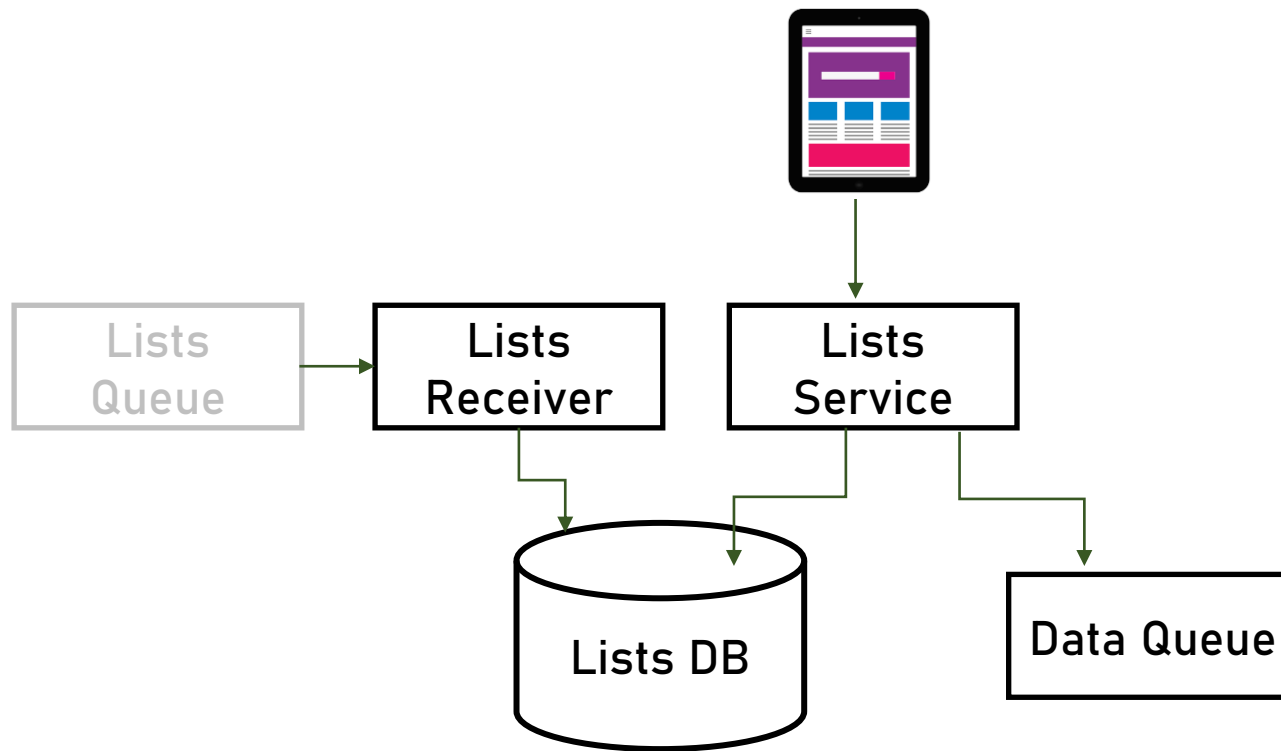 Lists
Queue
Lists
Receiver
Lists
Service
Lists DB
Data Queue